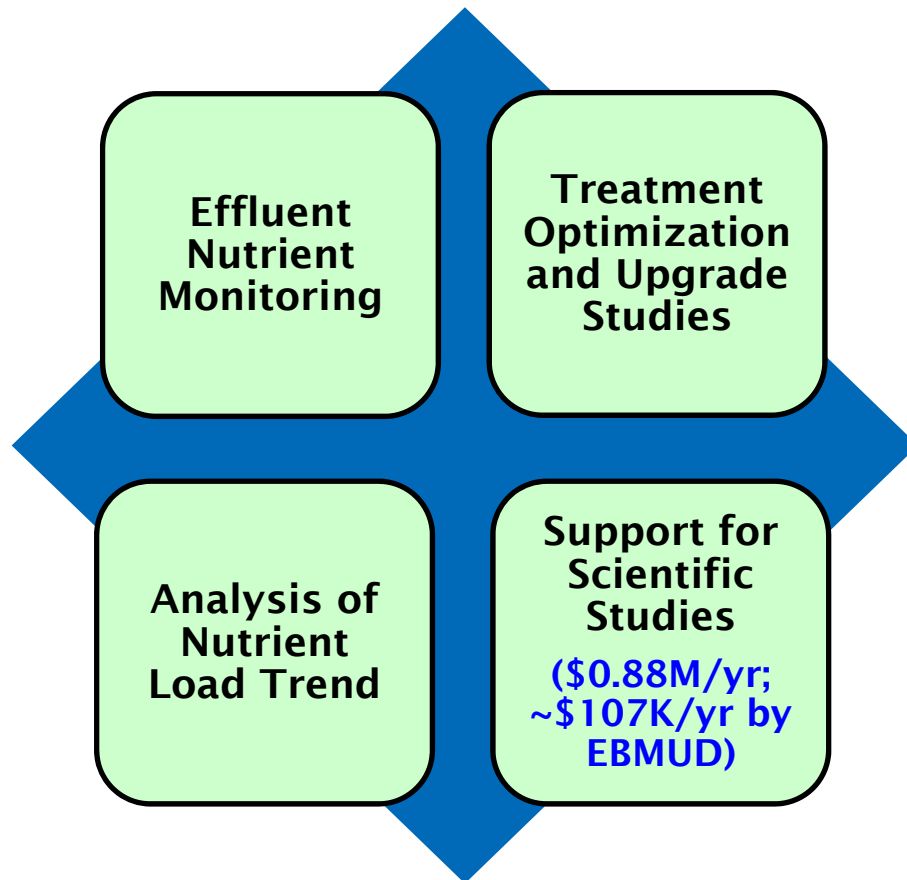 Effluent
Nutrient
Monitoring
Treatment
Optimization
and Upgrade
Studies
Analysis of
Nutrient
Load Trend
Support for
Scientific
Studies
($0.88M/yr;
~$107K/yr by
EBMUD)